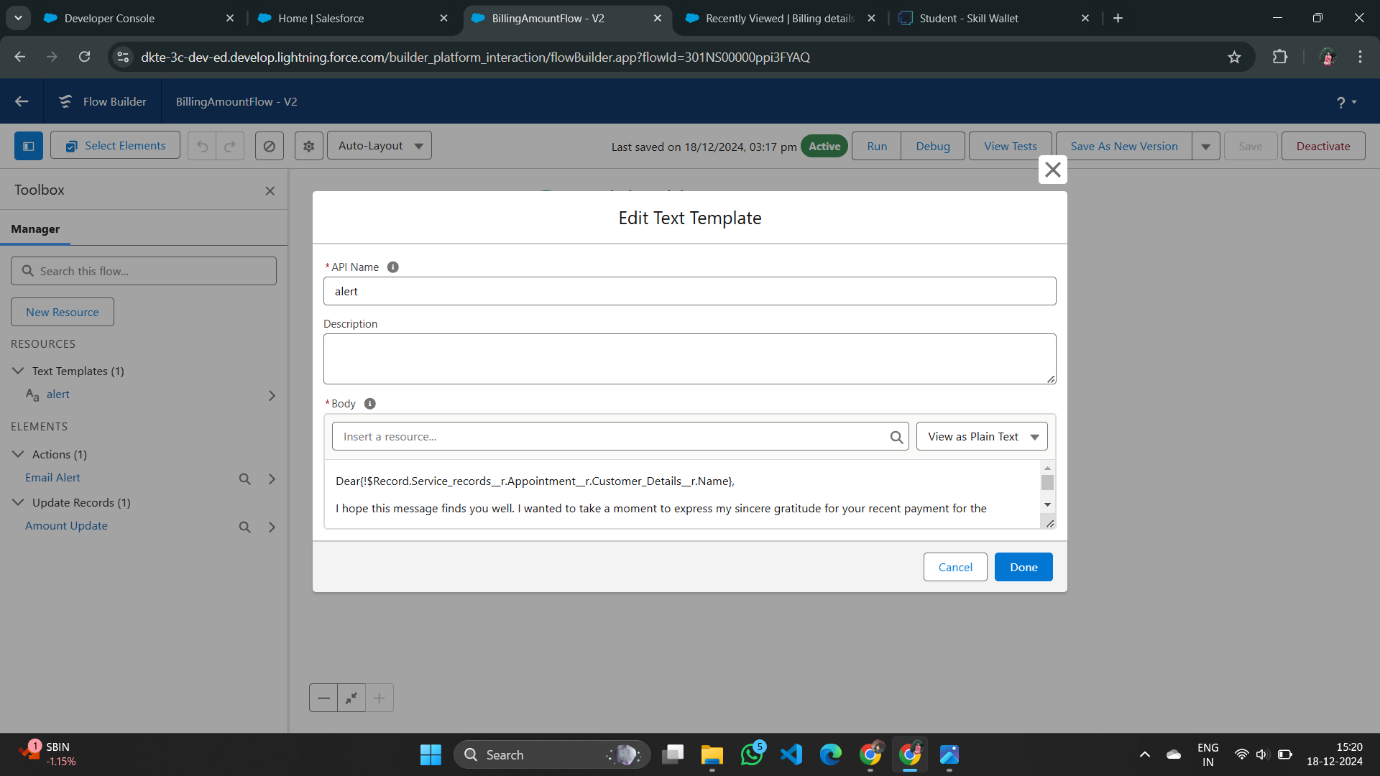 Developer Console
Home | Salesforce
BillingAmountFlow - V2
Recently Viewed | Billing details
Student - Skill Wallet
dkte-3c-dev-ed.develop.lightning.force.com/builder_platform_interaction/flowBuilder.app?flowId=301NS00000ppi3FYAQ
Flow Builder
BillingAmountFlow - V2
?
Select Elements
Auto-Layout
Last saved on 18/12/2024, 03:17 pm
Active
Run
Debug
View Tests
Save As New Version
Save
Deactivate
Toolbox
Manager
Search this flow...
New Resource
RESOURCES
Text Templates (1)
Aa alert
ELEMENTS
Actions (1)
Email Alert
Update Records (1)
Amount Update
Edit Text Template
* API Name
alert
Description
* Body
Insert a resource...
View as Plain Text
Dear{!$Record.Service_records__r.Appointment__r.Customer_Details__r.Name},
I hope this message finds you well. I wanted to take a moment to express my sincere gratitude for your recent payment for the
Cancel
Done
1
SBIN
-1.15%
Search
5
ENG
IN
15:20
18-12-2024